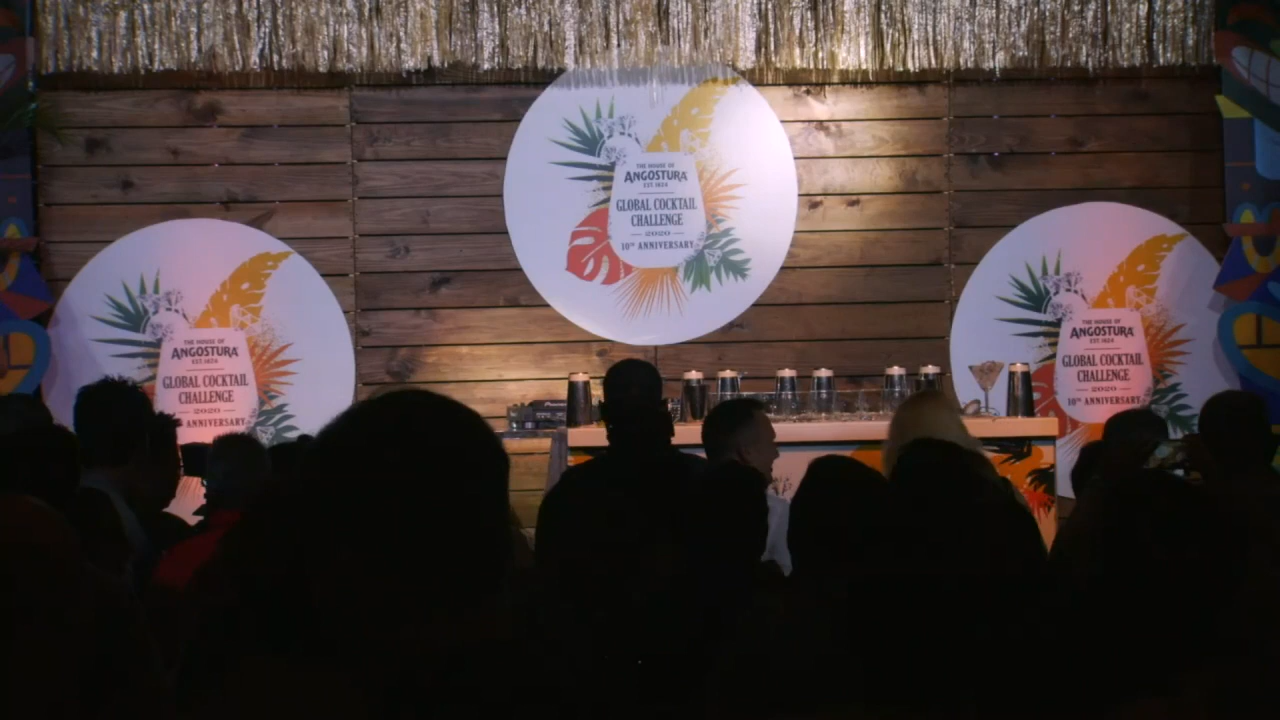 THE HOUSE OF
ANGOSTURA
EST. 1824
GLOBAL COCKTAIL
CHALLENGE
2020
10TH ANNIVERSARY
THE HOUSE OF
ANGOSTURA
EST. 1824
GLOBAL COCKTAIL
CHALLENGE
2020
ANNIVERSARY
THE HOUSE OF
ANGOSTURA
EST. 1824
GLOBAL COCKTAIL
CHALLENGE
2020
10TH ANNIVERSARY